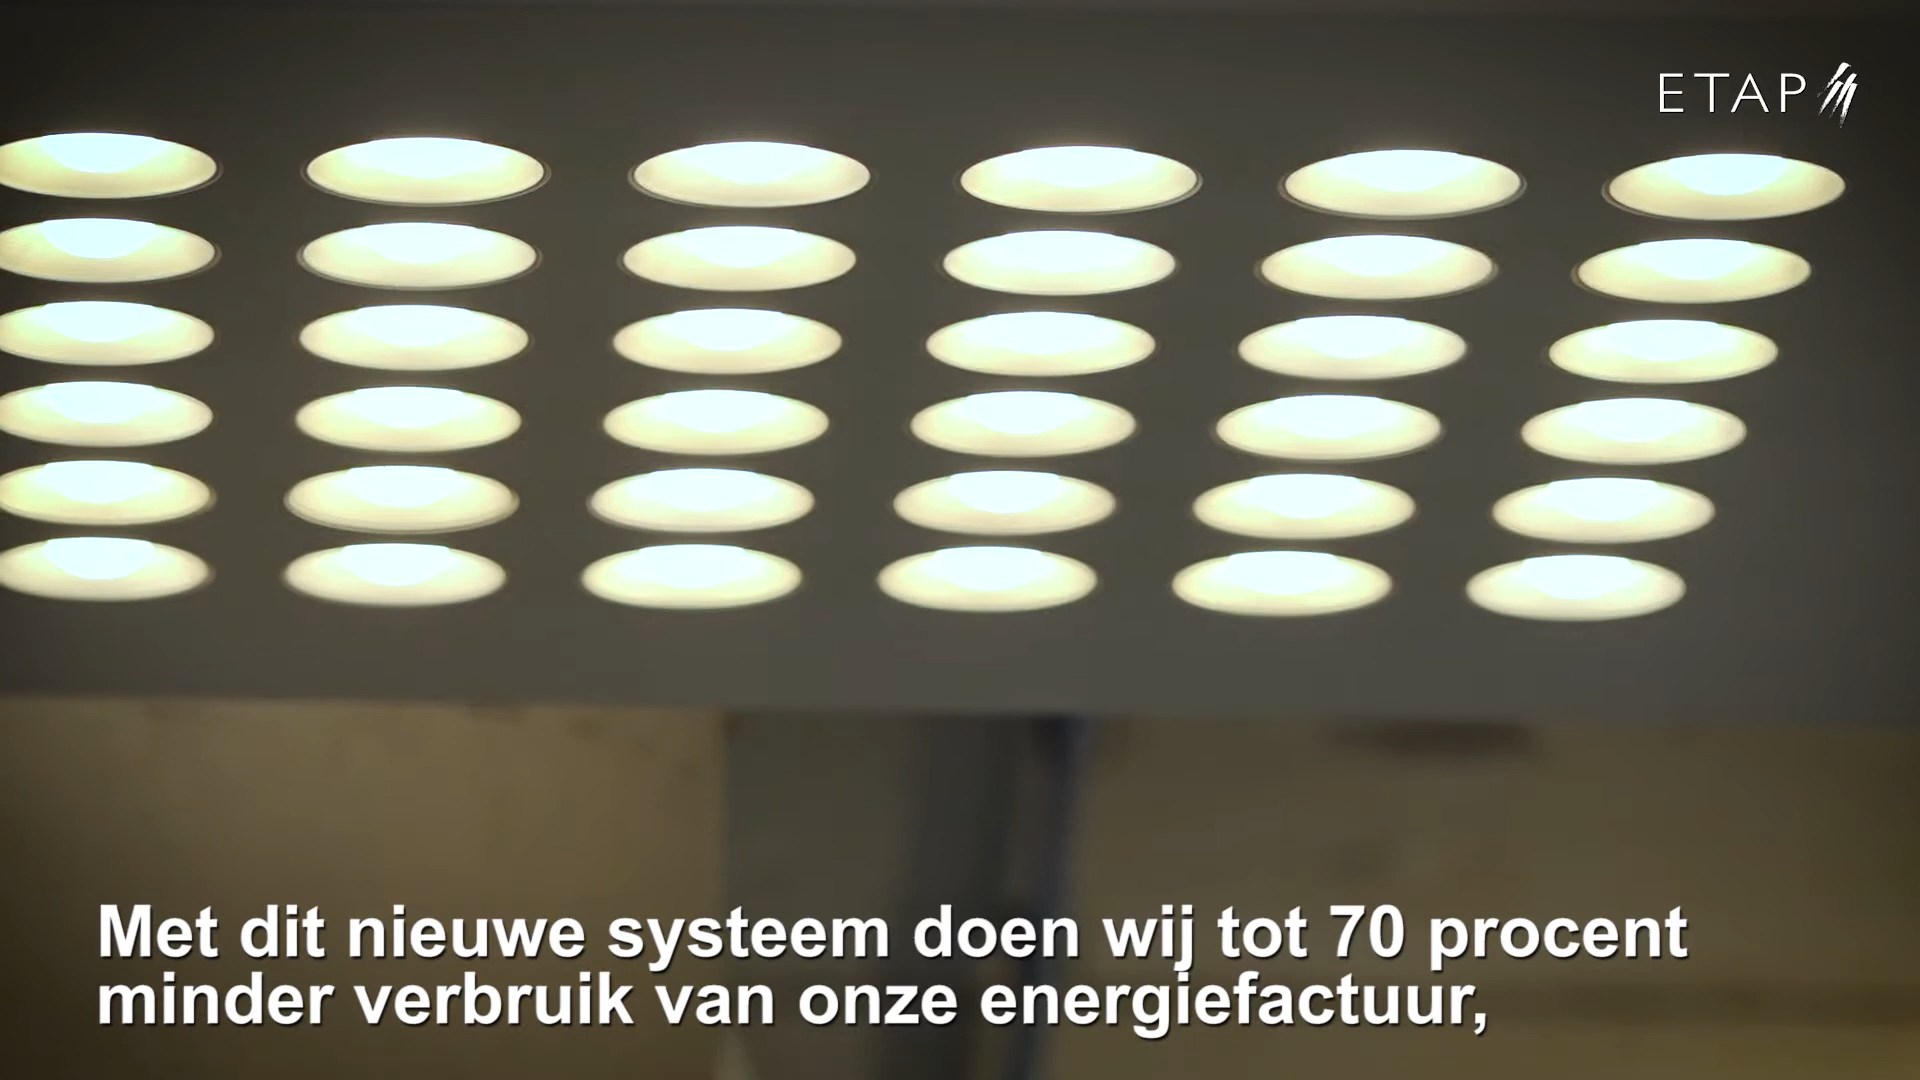 ETAP
Met dit nieuwe systeem doen wij tot 70 procent
minder verbruik van onze energiefactuur,